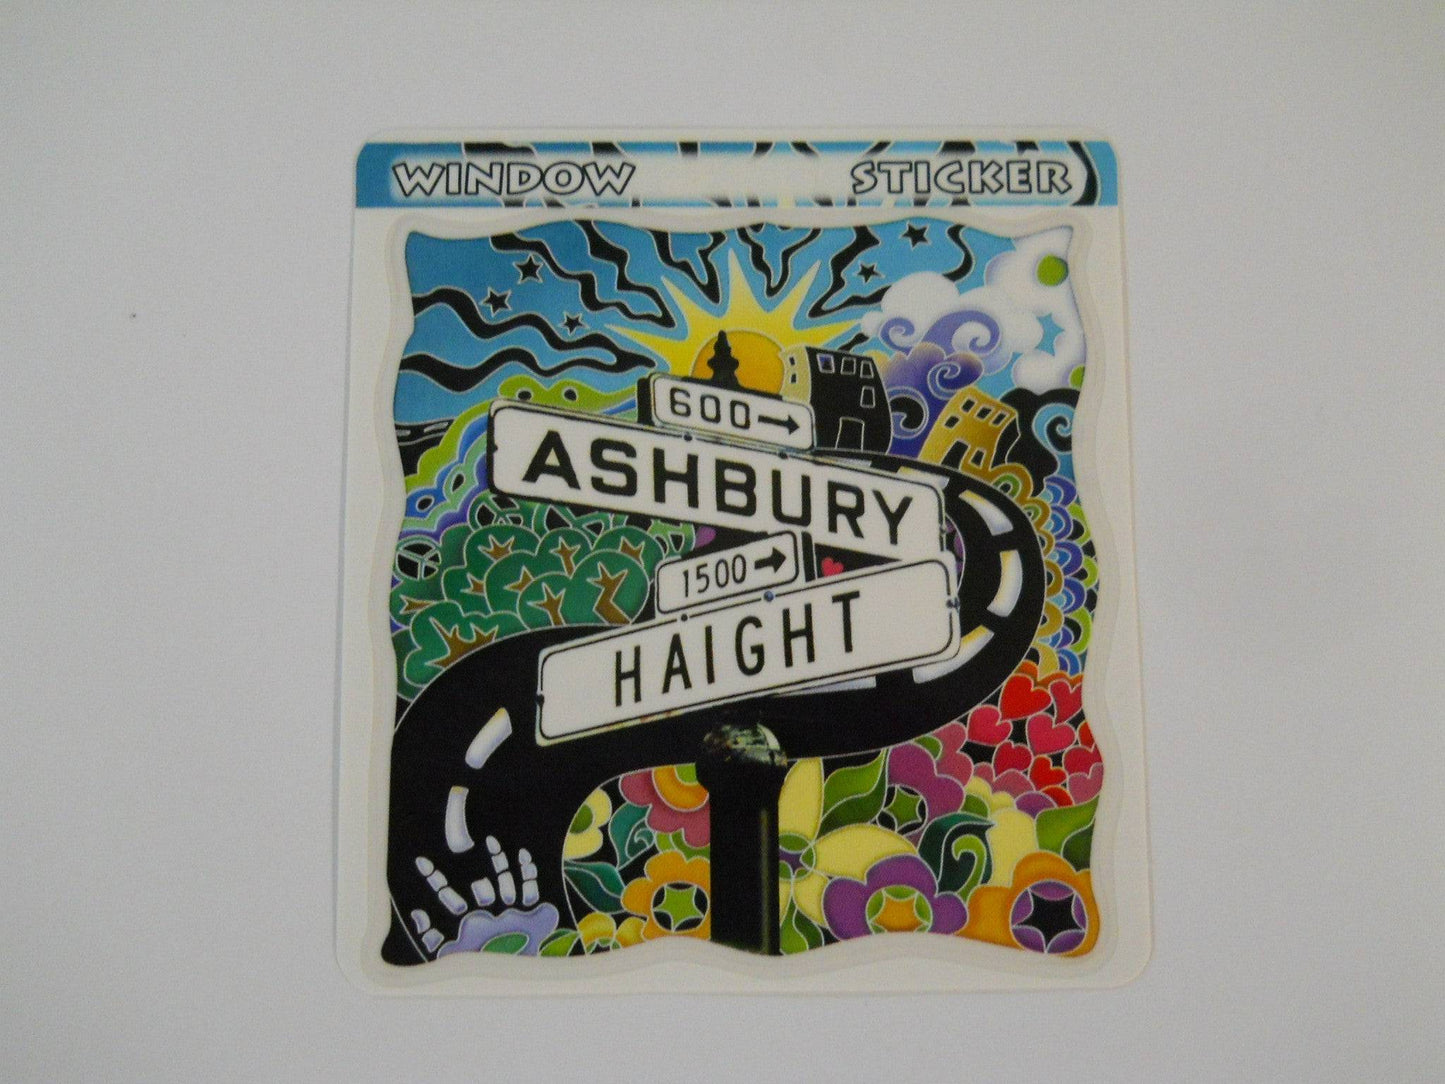 WINDOW STICKER
600→
ASHBURY
1500→
HAIGHT